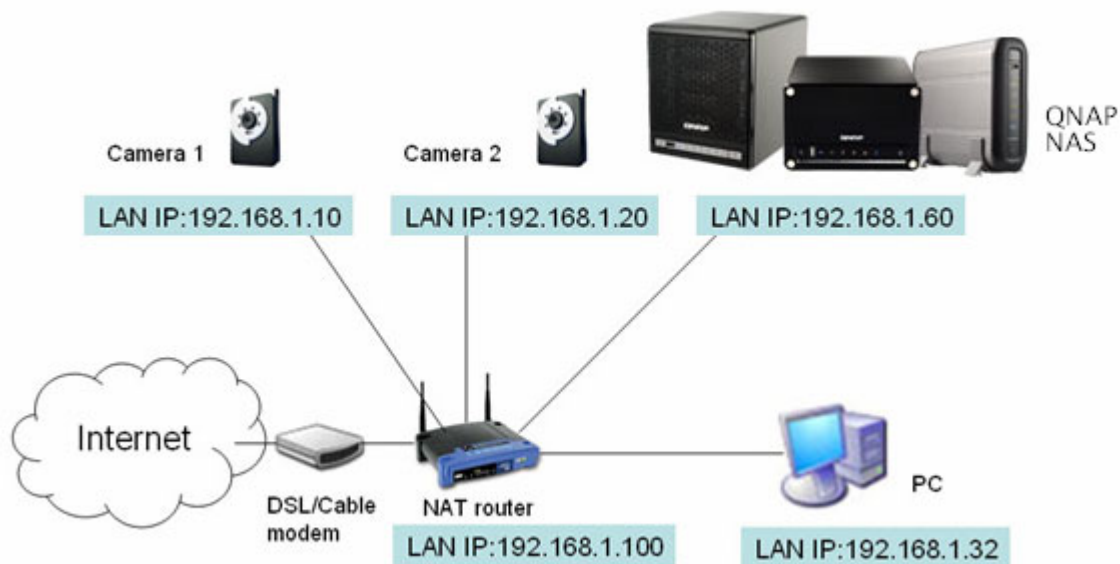 QNAP
NAS
Camera 1
Camera 2
LAN IP:192.168.1.10
LAN IP:192.168.1.20
LAN IP:192.168.1.60
Internet
DSL/Cable
modem
NAT router
PC
LAN IP:192.168.1.100
LAN IP:192.168.1.32